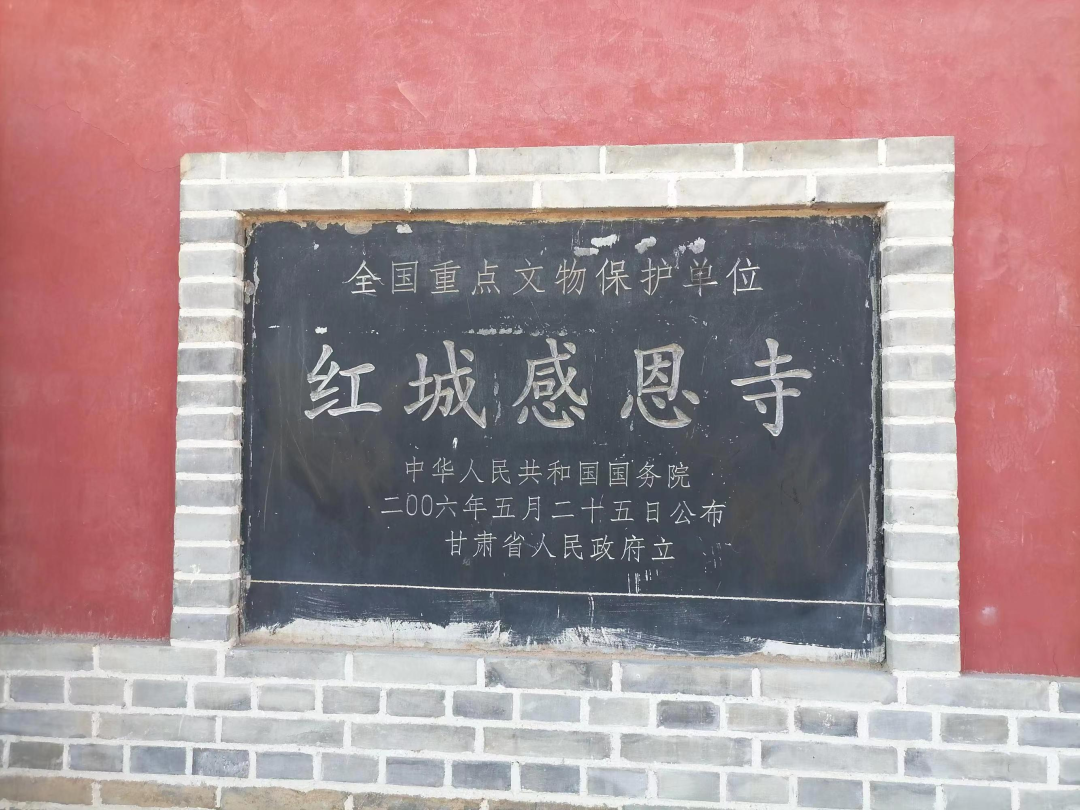 全国重点文物保护单位
红城感恩寺
中华人民共和国国务院
二〇〇六年五月二十五日公布
甘肃省人民政府立